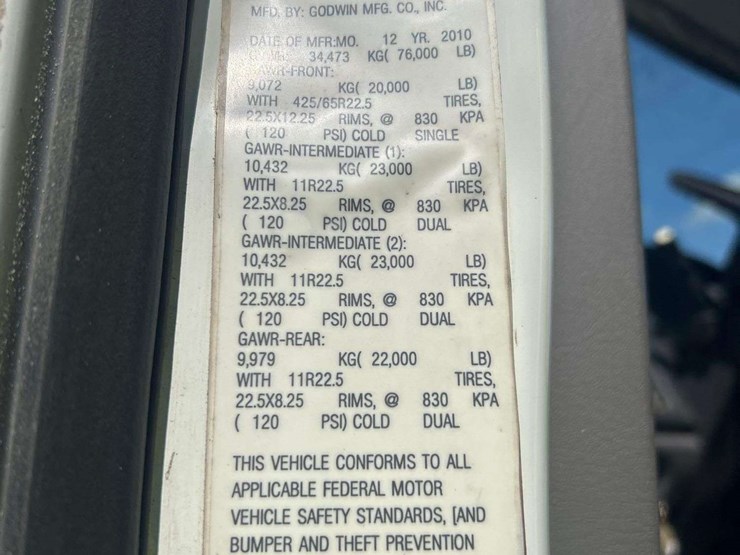 MFD. BY: GODWIN MFG. CO., INC.
DATE OF MFR:MO. 12 YR. 2010
34,473 KG( 76,000 LB)
GAWR-FRONT:
9,072 KG( 20,000 LB)
WITH 425/65R22.5 TIRES,
22.5X12.25 RIMS, @ 830 KPA
( 120 PSI) COLD SINGLE
GAWR-INTERMEDIATE (1):
10,432 KG( 23,000 LB)
WITH 11R22.5 TIRES,
22.5X8.25 RIMS, @ 830 KPA
( 120 PSI) COLD DUAL
GAWR-INTERMEDIATE (2):
10,432 KG( 23,000 LB)
WITH 11R22.5 TIRES,
22.5X8.25 RIMS, @ 830 KPA
( 120 PSI) COLD DUAL
GAWR-REAR:
9,979 KG( 22,000 LB)
WITH 11R22.5 TIRES,
22.5X8.25 RIMS, @ 830 KPA
( 120 PSI) COLD DUAL
THIS VEHICLE CONFORMS TO ALL
APPLICABLE FEDERAL MOTOR
VEHICLE SAFETY STANDARDS, [AND
BUMPER AND THEFT PREVENTION